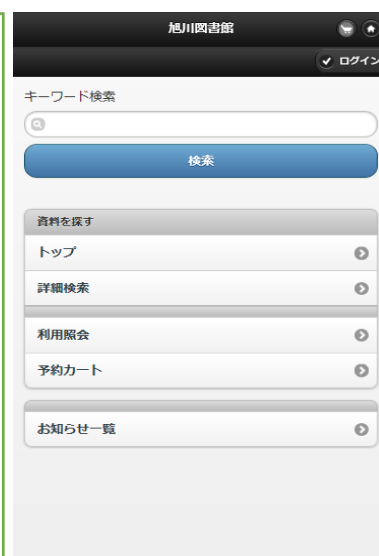 旭川図書館
ログイン
キーワード検索
検索
資料を探す
トップ
詳細検索
利用照会
予約カート
お知らせ一覧